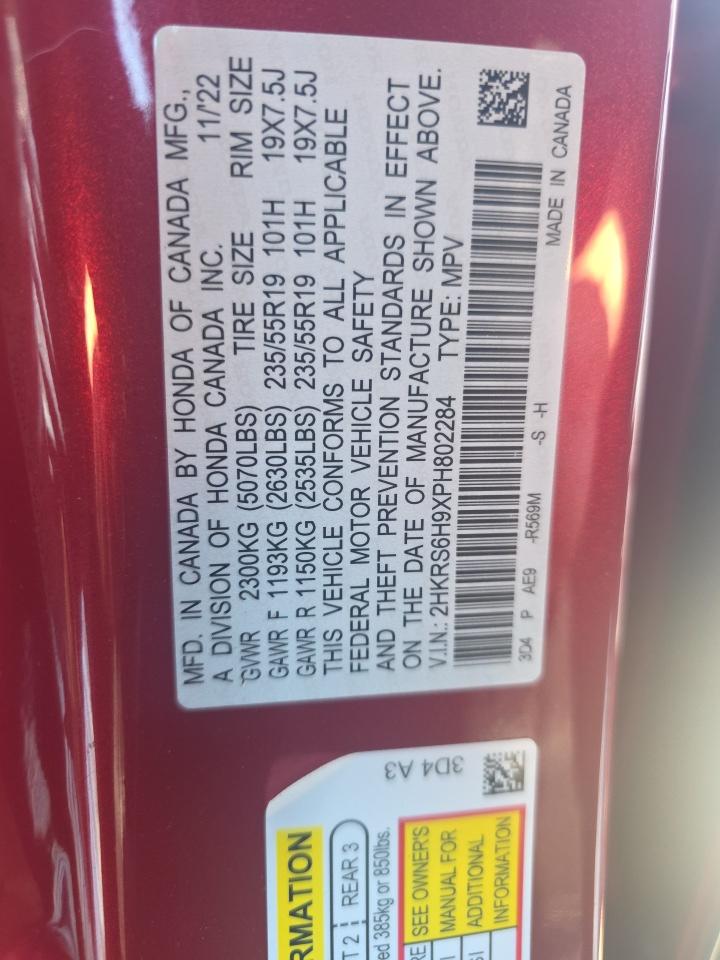 MFD. IN CANADA BY HONDA OF CANADA MFG.,
A DIVISION OF HONDA CANADA INC. 11/'22
GVWR 2300KG (5070LBS) TIRE SIZE RIM SIZE
GAWR F 1193KG (2630LBS) 235/55R19 101H 19X7.5J
GAWR R 1150KG (2535LBS) 235/55R19 101H 19X7.5J
THIS VEHICLE CONFORMS TO ALL APPLICABLE
FEDERAL MOTOR VEHICLE SAFETY
AND THEFT PREVENTION STANDARDS IN EFFECT
ON THE DATE OF MANUFACTURE SHOWN ABOVE.
V.I.N.: 2HKRS6H9XPH802284 TYPE: MPV
3D4 P AE9 -R569M -S -H MADE IN CANADA
3D4 A3
RMATION
T 2 REAR 3
ed 385kg or 850lbs.
RE SEE OWNER'S
MANUAL FOR
ADDITIONAL
INFORMATION